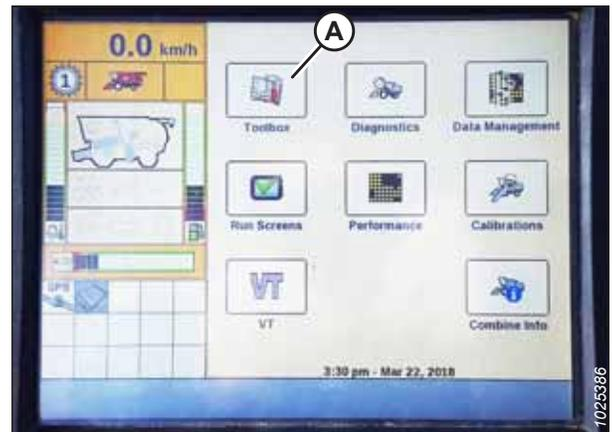 0.0 km/h
A
1
Toolbox
Diagnostics
Data Management
Run Screens
Performance
Calibrations
GPS
VT
VT
Combine Info
3:30 pm - Mar 22, 2018
1025386